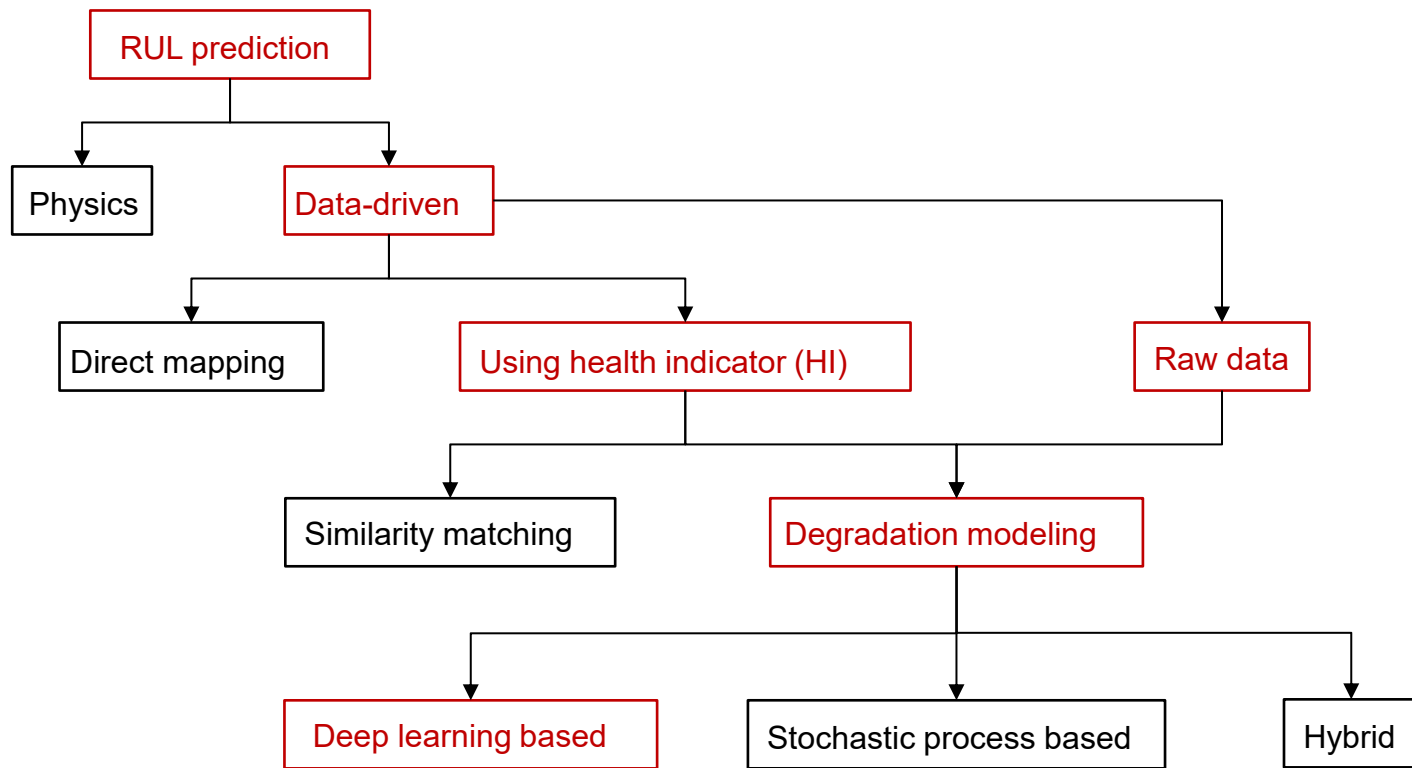 RUL prediction
Physics
Data-driven
Direct mapping
Using health indicator (HI)
Raw data
Similarity matching
Degradation modeling
Deep learning based
Stochastic process based
Hybrid